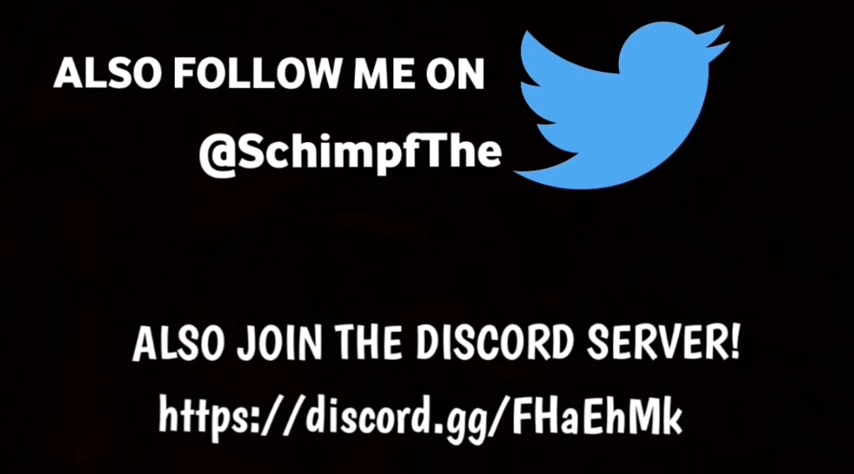 ALSO FOLLOW ME ON
@SchimpfThe
ALSO JOIN THE DISCORD SERVER!
https://discord.gg/FHaEhMk